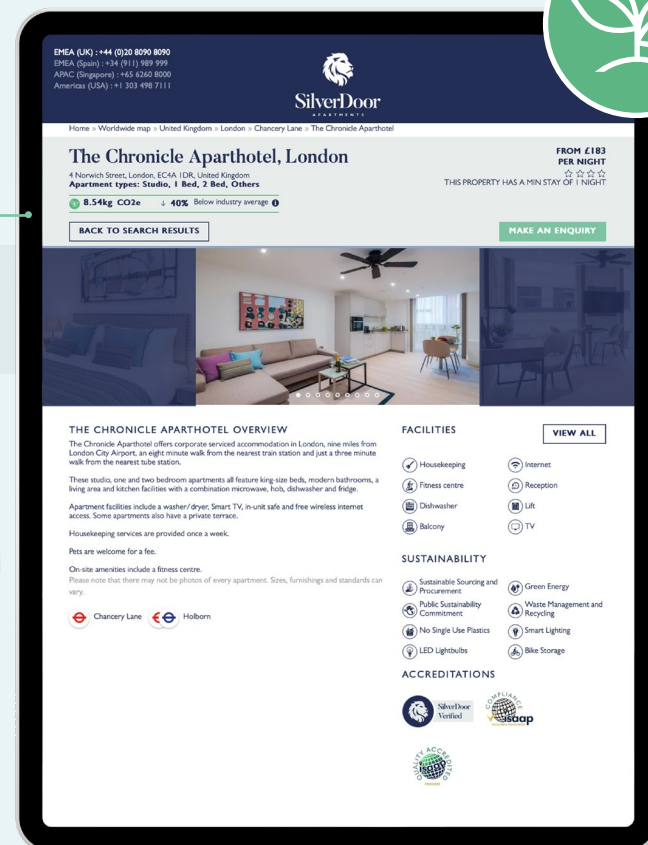 EMEA (UK) : +44 (0)20 8090 8090
EMEA (Spain) : +34 (911) 989 999
APAC (Singapore) : +65 6260 8000
Americas (USA) : +1 303 498 7111
SilverDoor
APARTMENTS
Home » Worldwide map » United Kingdom » London » Chancery Lane » The Chronicle Aparthotel
The Chronicle Aparthotel, London
4 Norwich Street, London, EC4A 1DR, United Kingdom
Apartment types: Studio, 1 Bed, 2 Bed, Others
FROM £183
PER NIGHT
THIS PROPERTY HAS A MIN STAY OF 1 NIGHT
8.54kg CO2e ↓ 40% Below industry average
BACK TO SEARCH RESULTS
MAKE AN ENQUIRY
THE CHRONICLE APARTHOTEL OVERVIEW
The Chronicle Aparthotel offers corporate serviced accommodation in London, nine miles from
London City Airport, an eight minute walk from the nearest train station and just a three minute
walk from the nearest tube station.
These studio, one and two bedroom apartments all feature king-size beds, modern bathrooms, a
living area and kitchen facilities with a combination microwave, hob, dishwasher and fridge.
Apartment facilities include a washer/dryer, Smart TV, in-unit safe and free wireless internet
access. Some apartments also have a private terrace.
Housekeeping services are provided once a week.
Pets are welcome for a fee.
On-site amenities include a fitness centre.
Please note that there may not be photos of every apartment. Sizes, furnishings and standards can
vary.
Chancery Lane Holborn
FACILITIES
VIEW ALL
Housekeeping Internet
Fitness centre Reception
Dishwasher Lift
Balcony TV
SUSTAINABILITY
Sustainable Sourcing and
Procurement
Green Energy
Public Sustainability
Commitment
Waste Management and
Recycling
No Single Use Plastics Smart Lighting
LED Lightbulbs Bike Storage
ACCREDITATIONS
SilverDoor
Verified
COMPLIANCE
isaap
QUALITY ACCREDITED
isaap